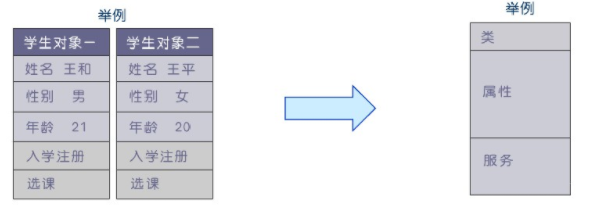 举例
学生对象一 学生对象二
姓名 王和 姓名 王平
性别 男 性别 女
年龄 21 年龄 20
入学注册 入学注册
选课 选课
举例
类
属性
服务